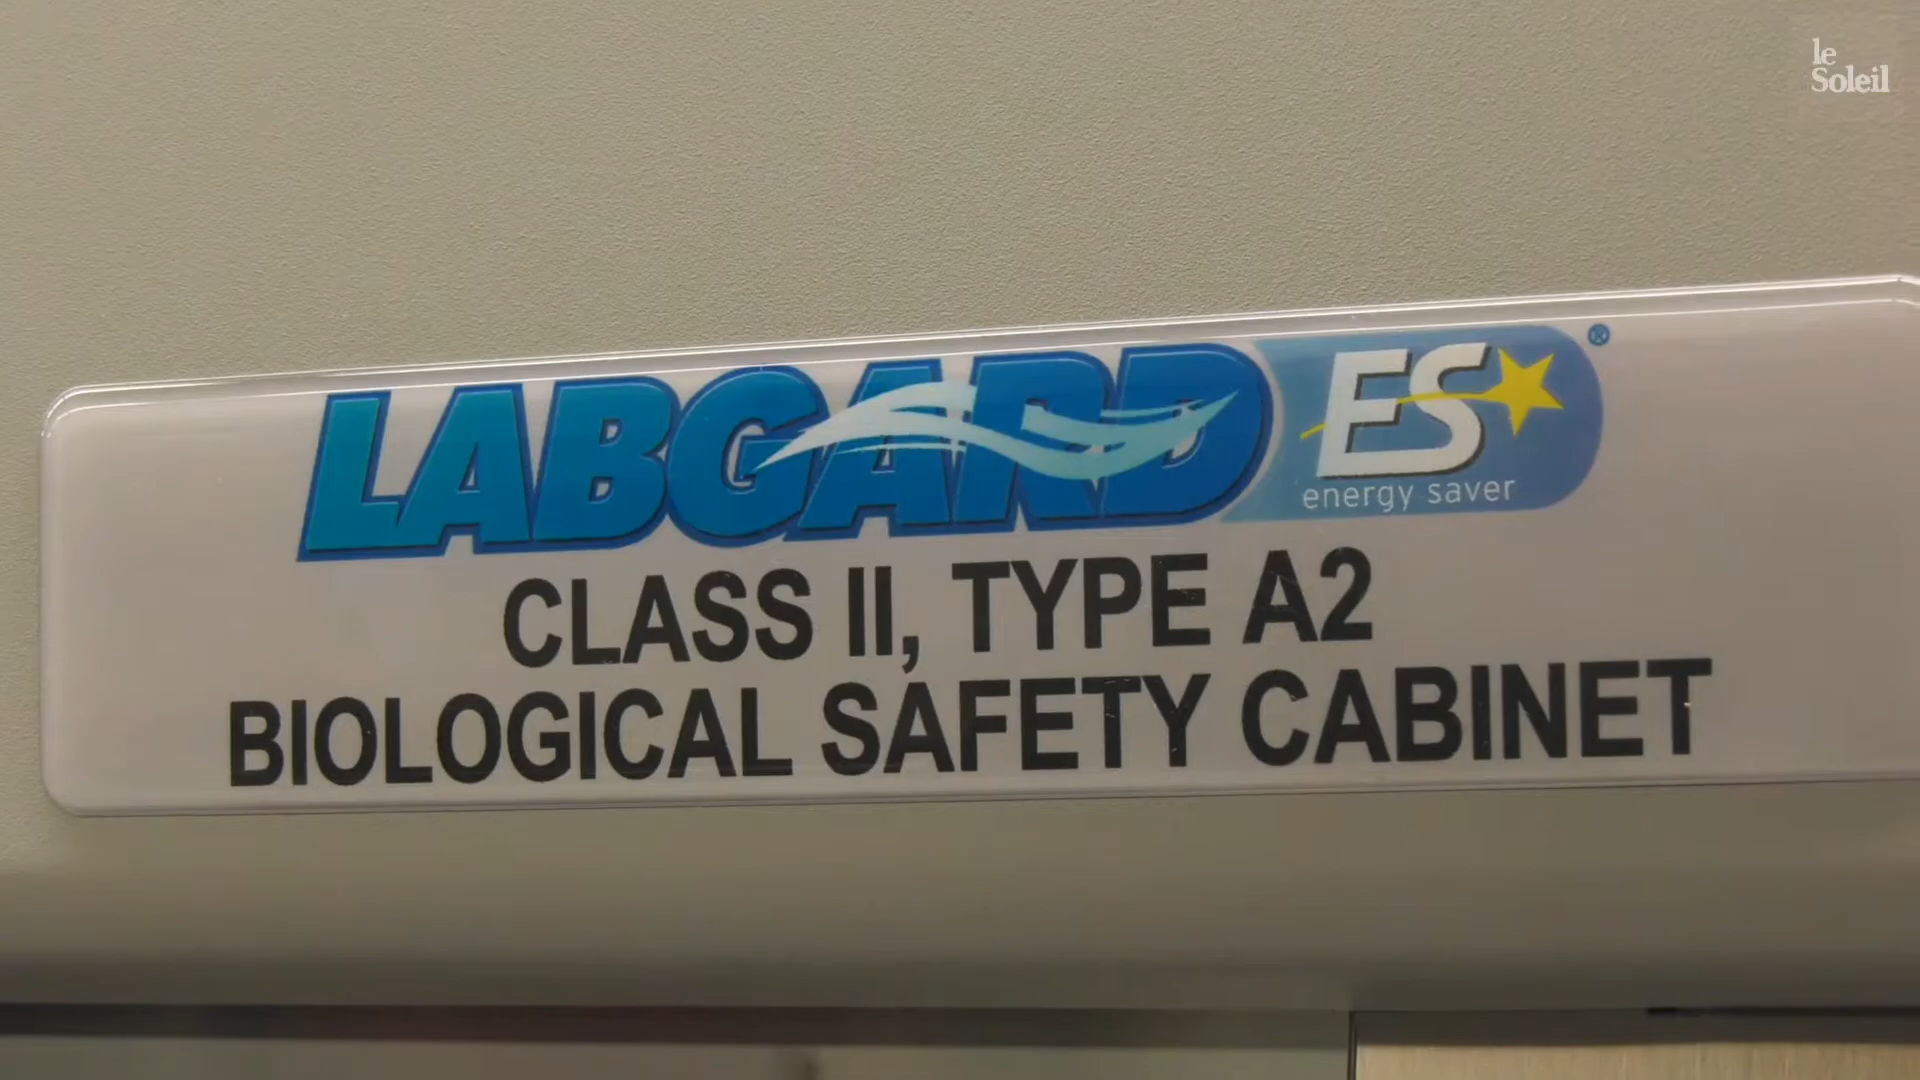 le
Soleil
LABGARD ES ®
energy saver
CLASS II, TYPE A2
BIOLOGICAL SAFETY CABINET